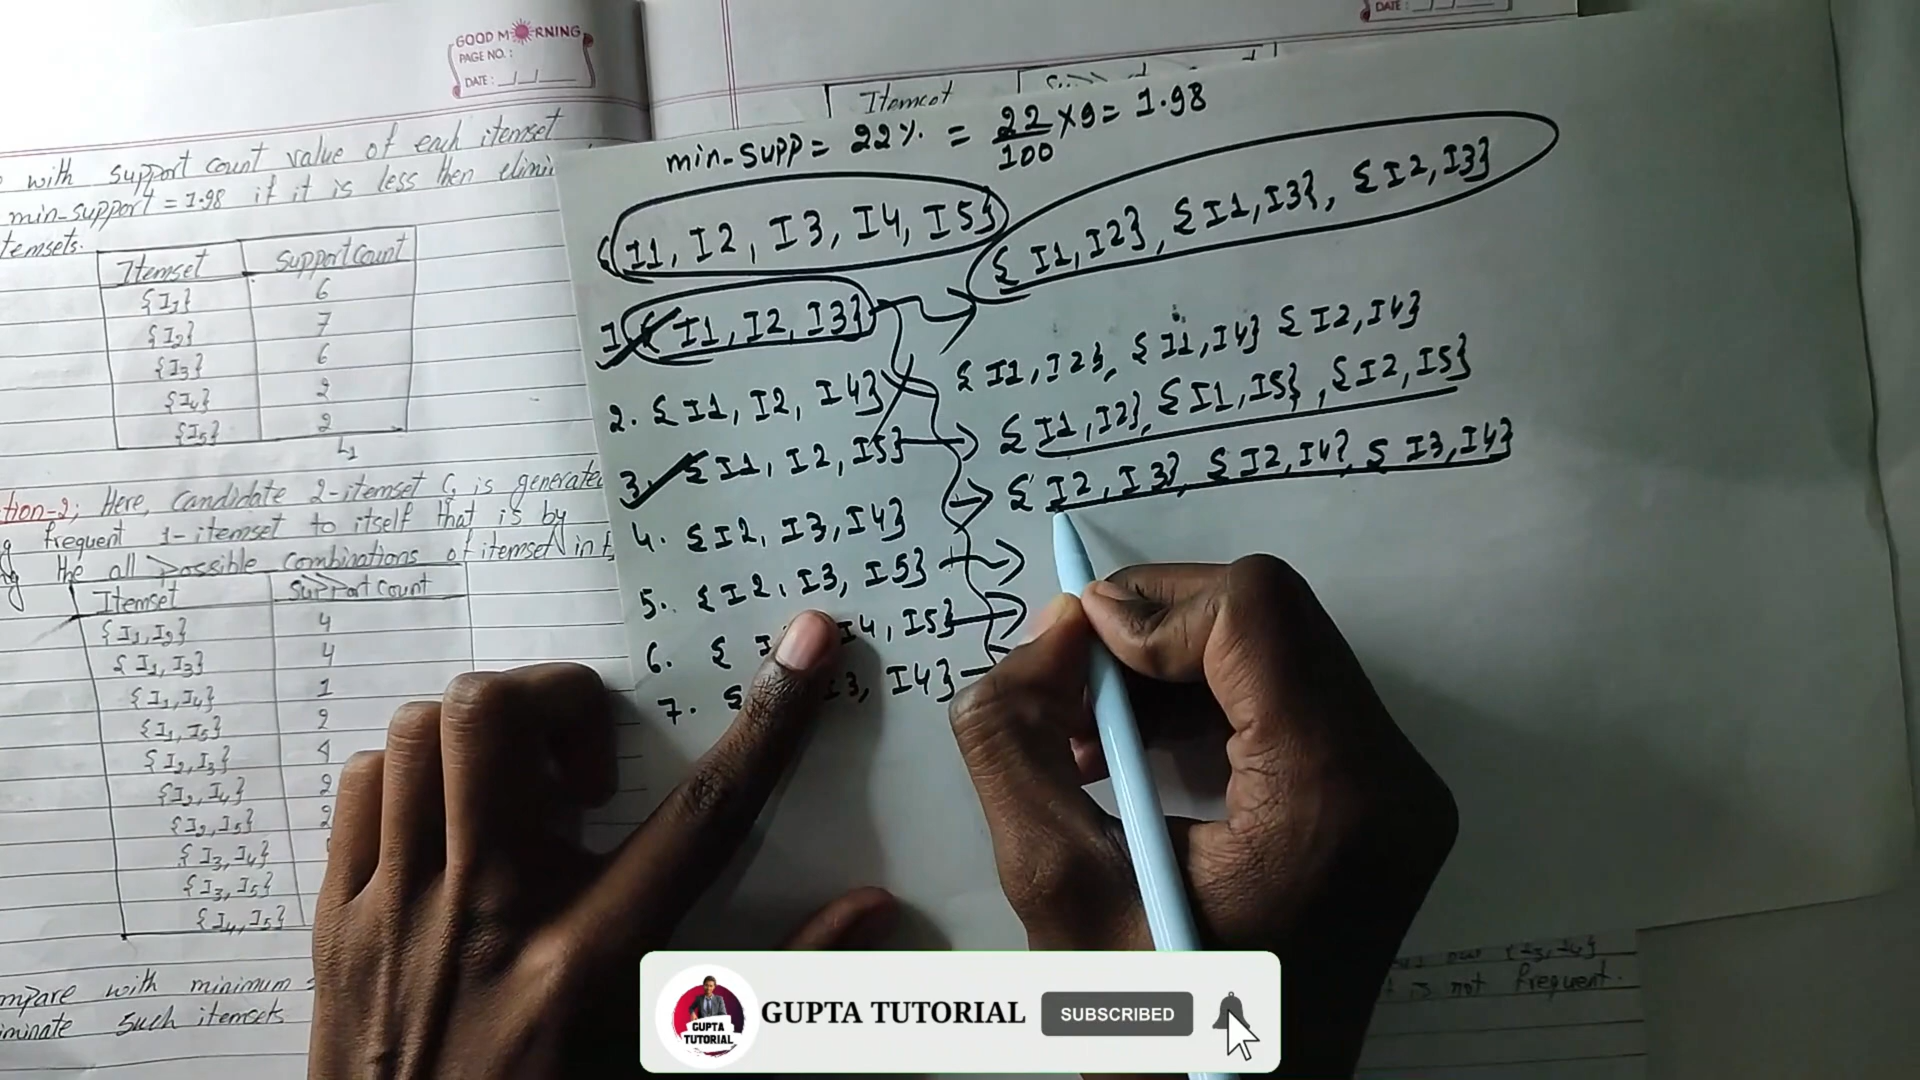 GOOD MORNING
PAGE NO. :
DATE :
DATE :
with support count value of each itemset
min-support = 1.98 if it is less then
temsets.
Itemset Support Count
{I1} 6
{I2} 7
{I3} 6
{I4} 2
{I5} 2
L1
tion-2; Here, candidate 2-itemset C is generated
frequent 1-itemset to itself that is by
the all possible combinations of itemset in
Itemset Support Count
{I1, I2} 4
{I1, I3} 4
{I1, I4} 1
{I1, I5} 2
{I2, I3} 4
{I2, I4} 2
{I2, I5} 2
{I3, I4}
{I3, I5}
{I4, I5}
mpare with minimum
iminate such itemsets
Itemset
min-supp = 22% = 22/100 x 9 = 1.98
I1, I2, I3, I4, I5}
{I1, I2}, {I1, I3}, {I2, I3}
1 { I1, I2, I3}
{I1, I2}, {I1, I4} {I2, I4}
2. {I1, I2, I4}
{I1, I2}, {I1, I5}, {I2, I5}
3. {I1, I2, I5}
{I2, I3}, {I2, I4}, {I3, I4}
4. {I2, I3, I4}
5. {I2, I3, I5}
6. { I4, I5}
7. { I3, I4}
is not frequent.
GUPTA TUTORIAL
GUPTA TUTORIAL
SUBSCRIBED